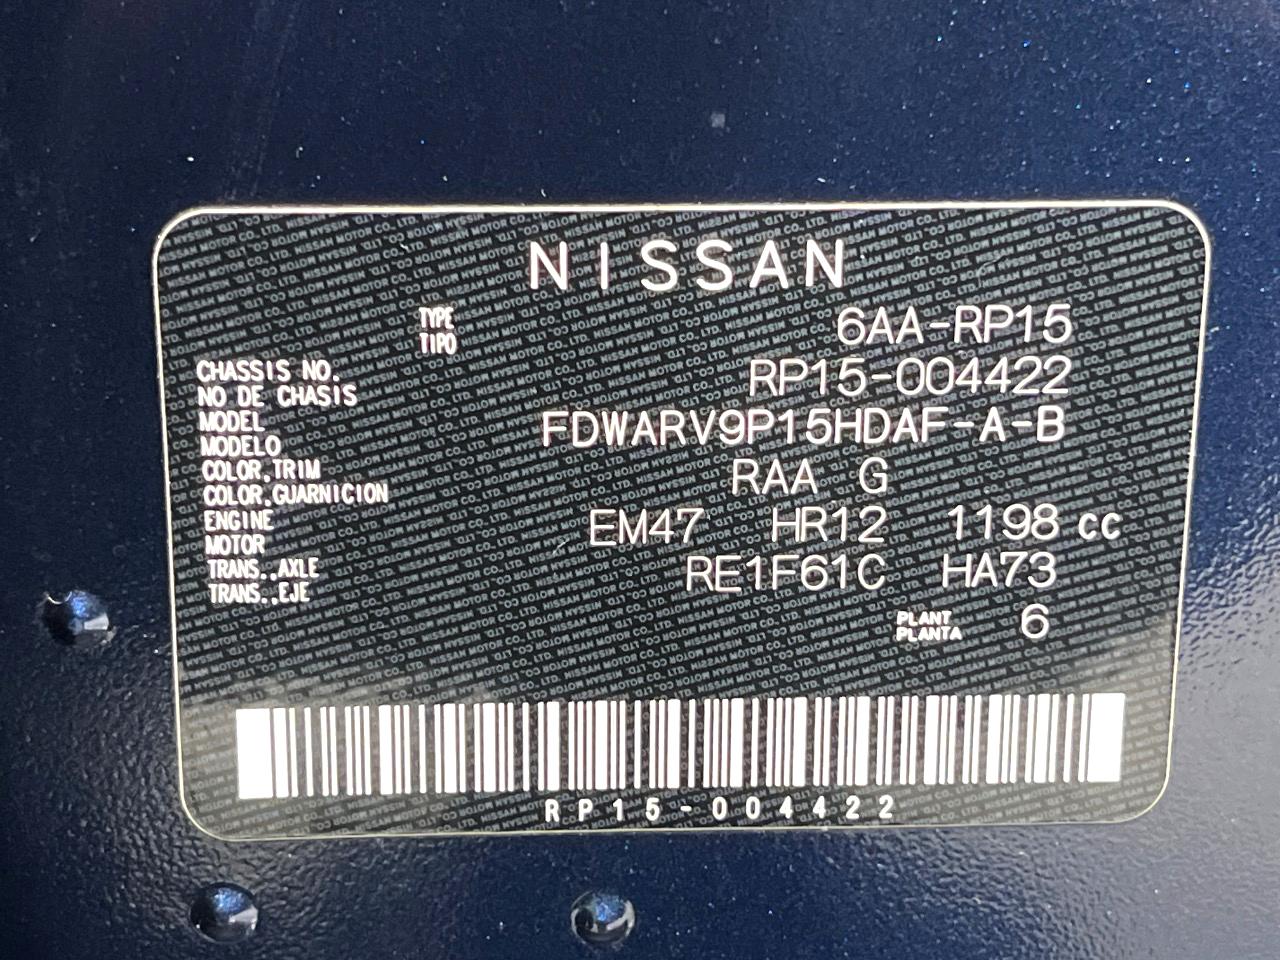 NISSAN
TYPE
TIPO 6AA-RP15
CHASSIS NO.
NO DE CHASIS RP15-004422
MODEL
MODELO FDWARV9P15HDAF-A-B
COLOR,TRIM
COLOR,GUARNICION RAA G
ENGINE
MOTOR EM47 HR12 1198 cc
TRANS.,AXLE
TRANS.,EJE RE1F61C HA73
PLANT
PLANTA 6
RP15-004422